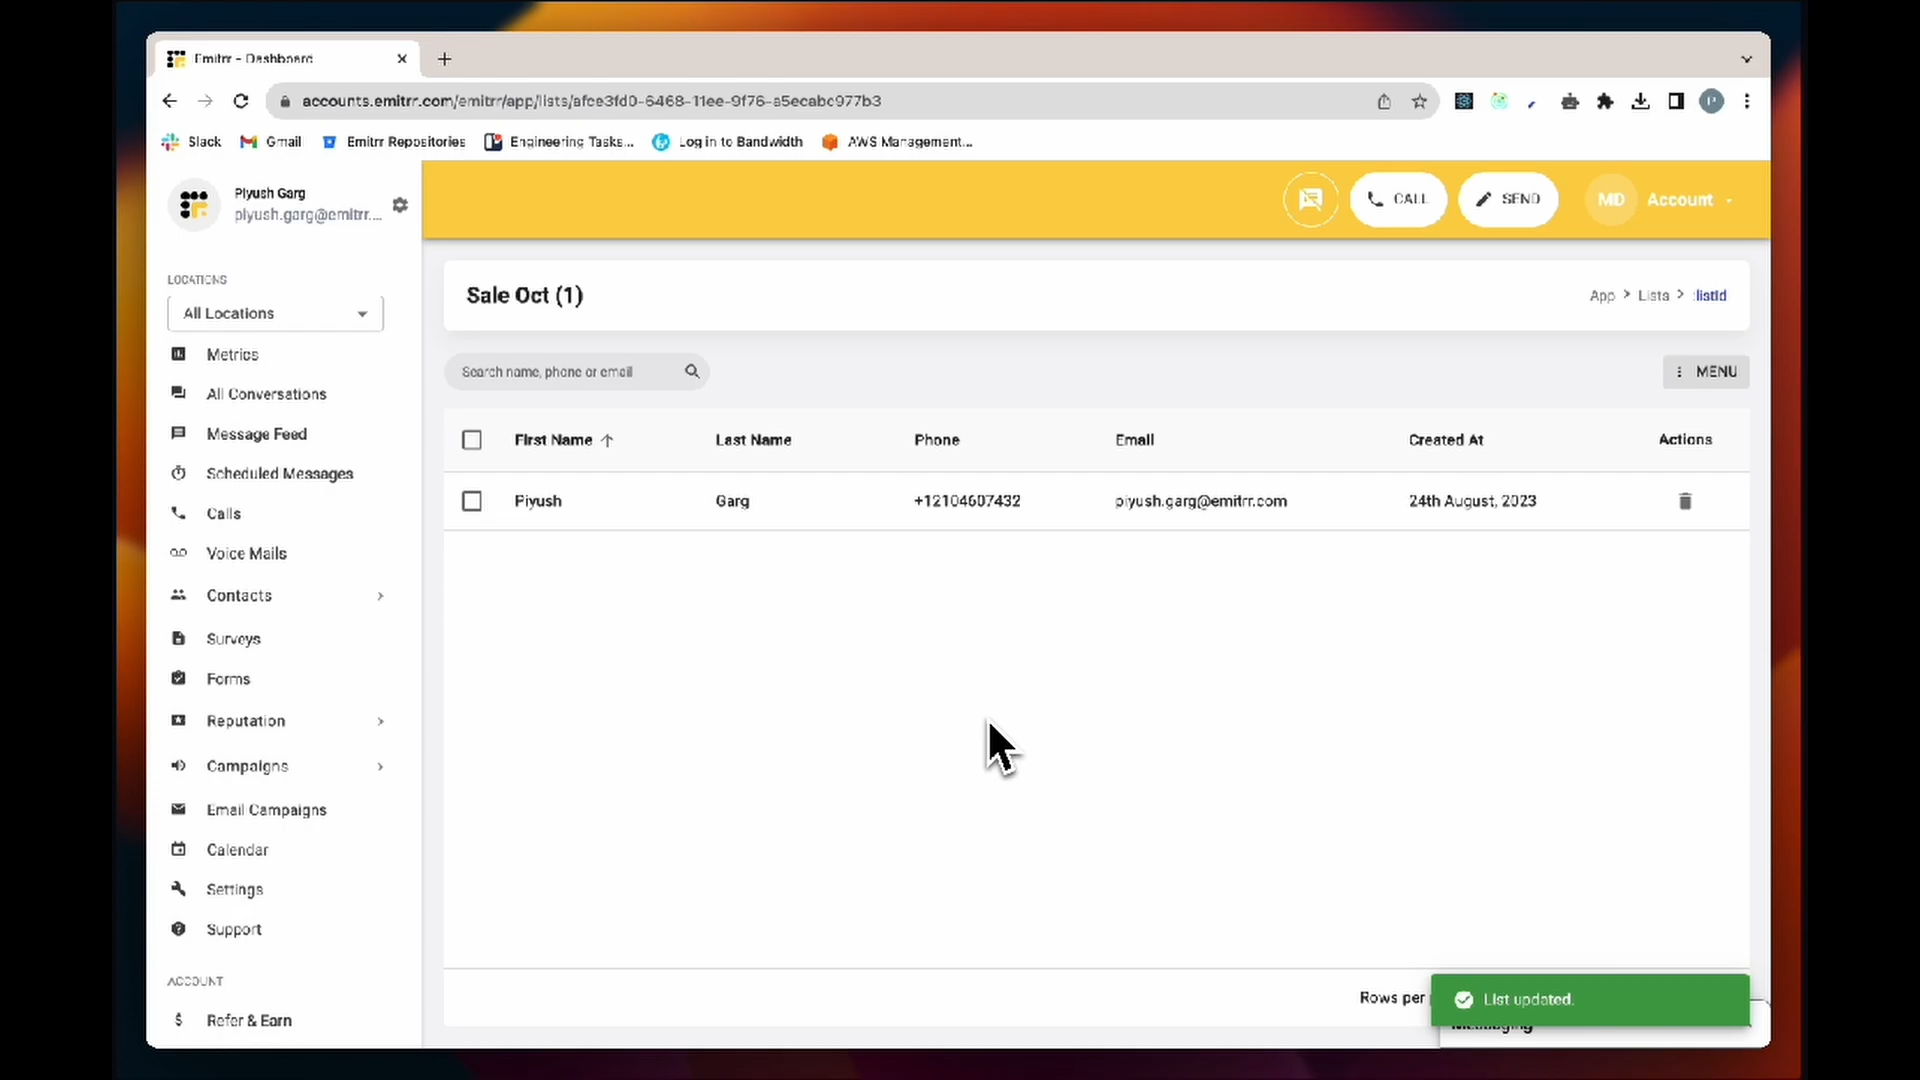 Emitrr - Dashboard
accounts.emitrr.com/emitrr/app/lists/afce3fd0-6468-11ee-9f76-a5ecabc977b3
P
Slack
Gmail
Emitrr Repositories
Engineering Tasks...
Log in to Bandwidth
AWS Management...
Piyush Garg
piyush.garg@emitrr....
CALL
SEND
MD
Account
LOCATIONS
All Locations
Metrics
All Conversations
Message Feed
Scheduled Messages
Calls
Voice Mails
Contacts
Surveys
Forms
Reputation
Campaigns
Email Campaigns
Calendar
Settings
Support
ACCOUNT
Refer & Earn
Sale Oct (1)
App > Lists > :listId
Search name, phone or email
MENU
First Name Last Name Phone Email Created At Actions
Piyush Garg +12104607432 piyush.garg@emitrr.com 24th August, 2023
Rows per
List updated.
Messaging